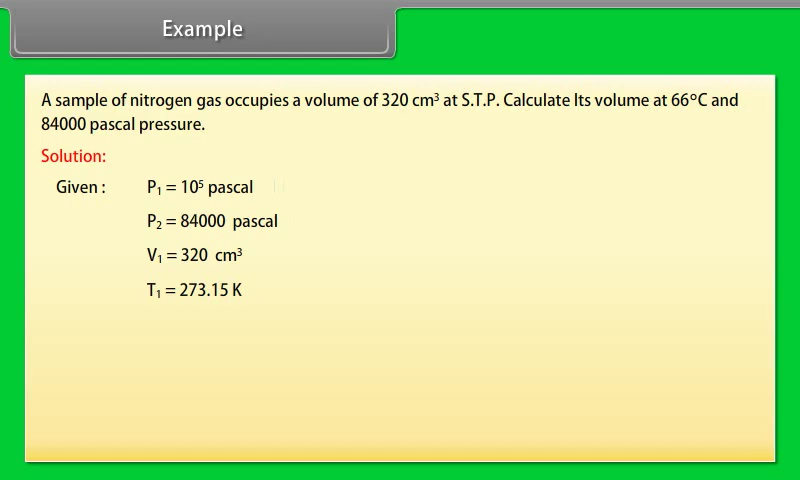 Example
A sample of nitrogen gas occupies a volume of 320 cm³ at S.T.P. Calculate Its volume at 66°C and
84000 pascal pressure.
Solution:
Given : P₁ = 10⁵ pascal
P₂ = 84000 pascal
V₁ = 320 cm³
T₁ = 273.15 K